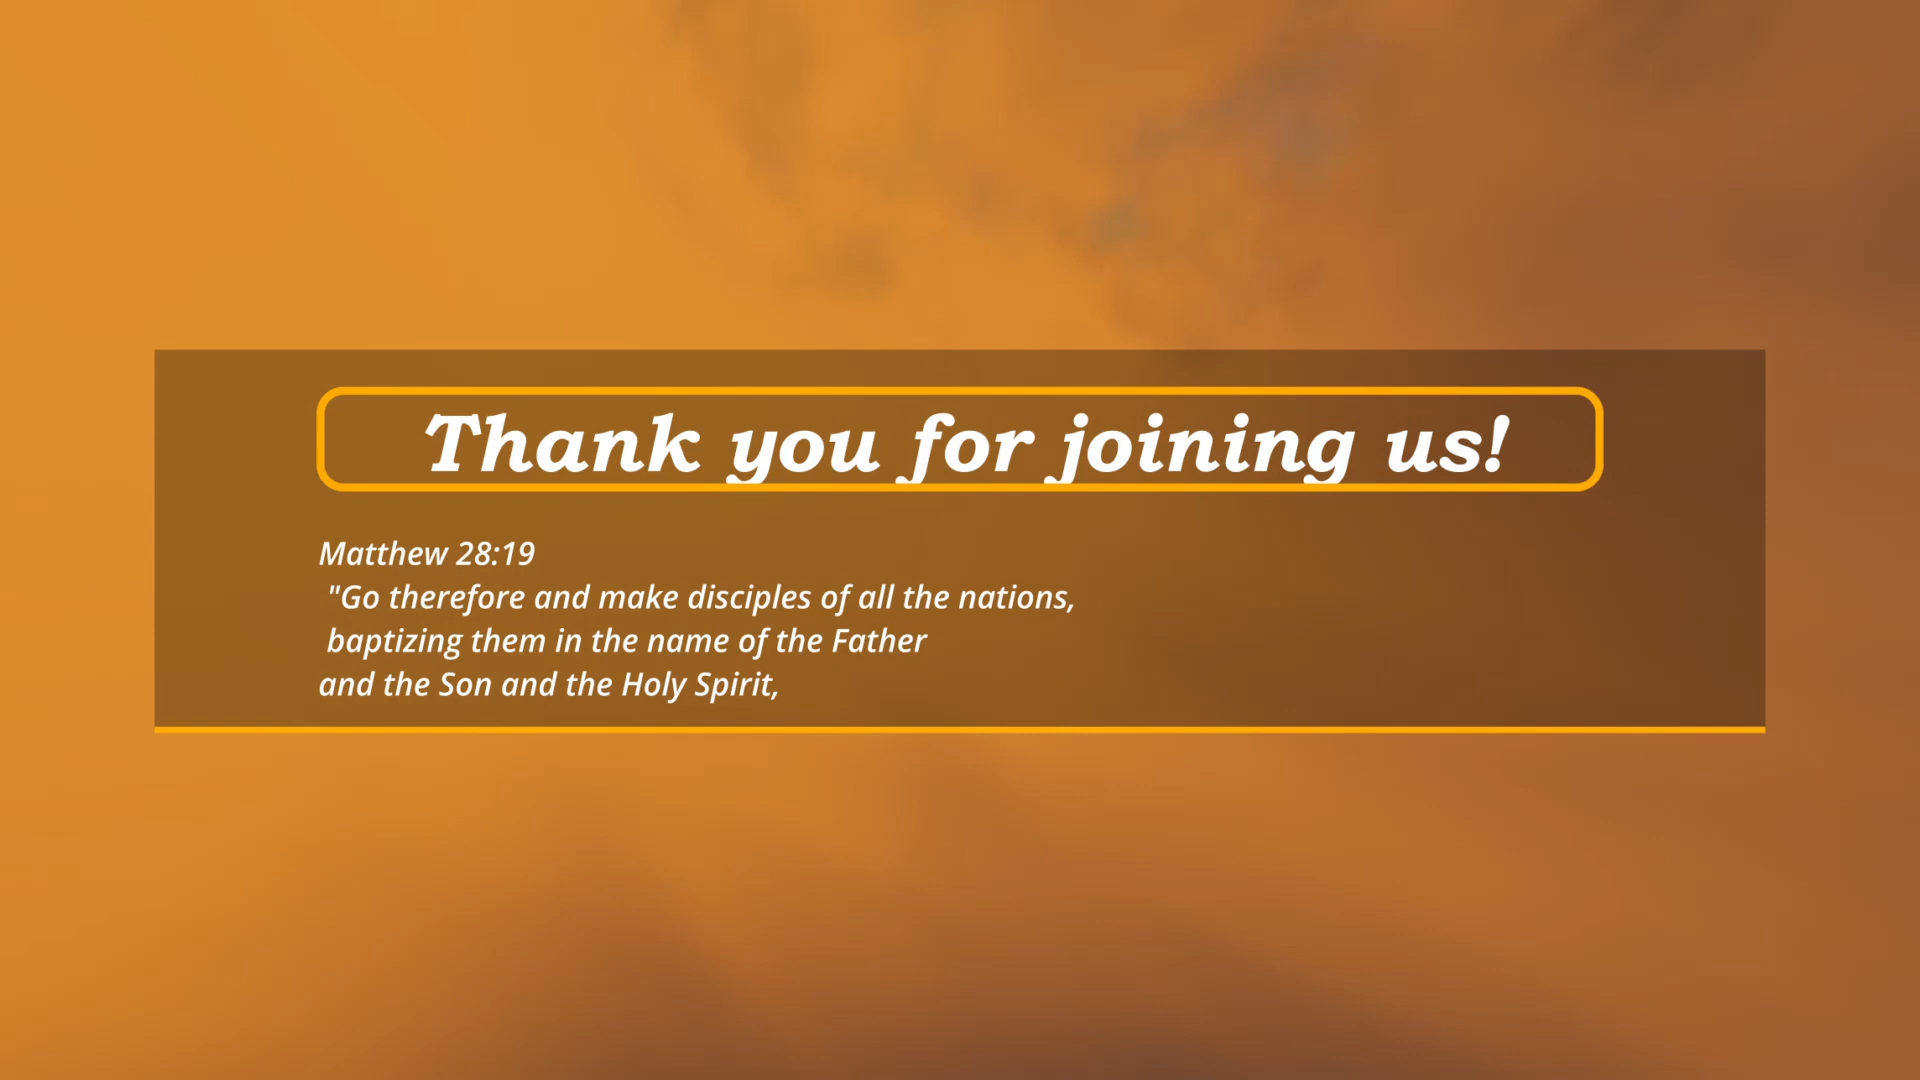 Thank you for joining us!
Matthew 28:19
"Go therefore and make disciples of all the nations,
baptizing them in the name of the Father
and the Son and the Holy Spirit,